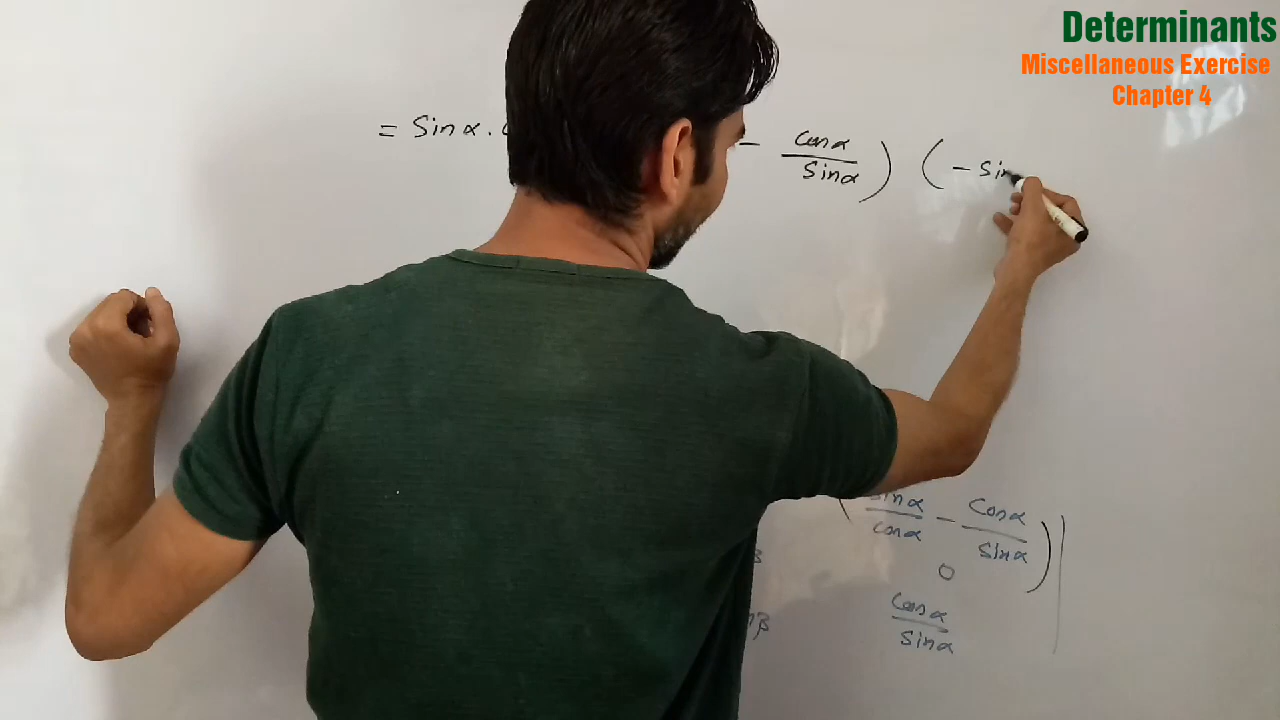 Determinants
Miscellaneous Exercise
Chapter 4
= Sinα . - Cosα / Sinα ) ( - Sin
Sinα / Cosα - Cosα / Sinα )
0
Cosα / Sinα